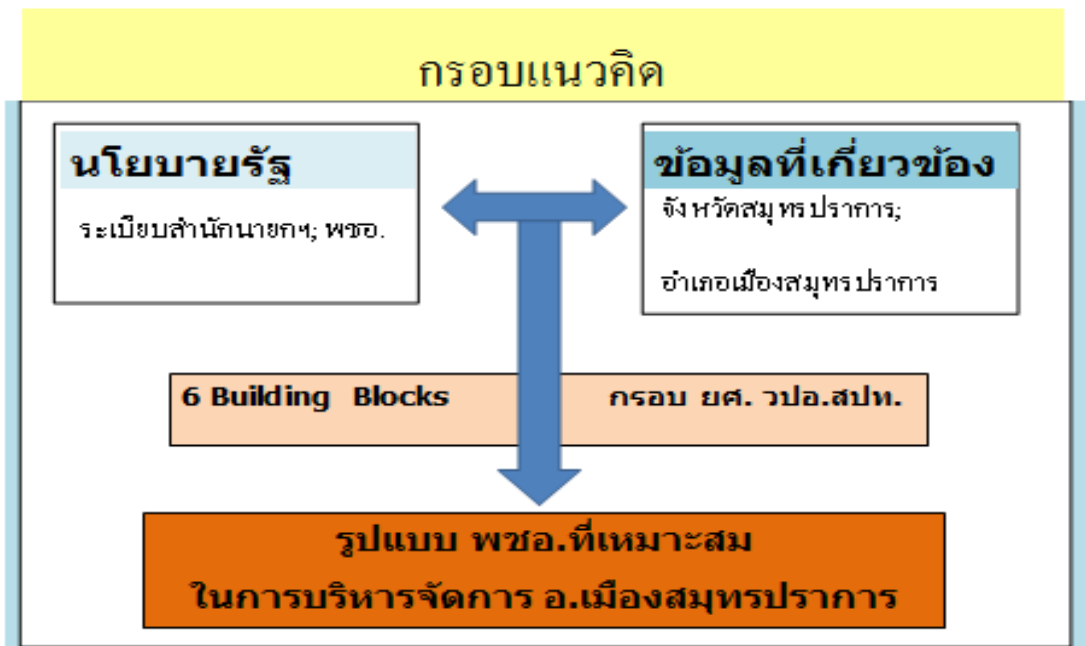 กรอบแนวคิด
นโยบายรัฐ
ระเบียบสำนักนายกฯ; พชอ.
ข้อมูลที่เกี่ยวข้อง
จังหวัดสมุทรปราการ;
อำเภอเมืองสมุทรปราการ
6 Building Blocks
กรอบ ยศ. วปอ.สปท.
รูปแบบ พชอ.ที่เหมาะสม
ในการบริหารจัดการ อ.เมืองสมุทรปราการ